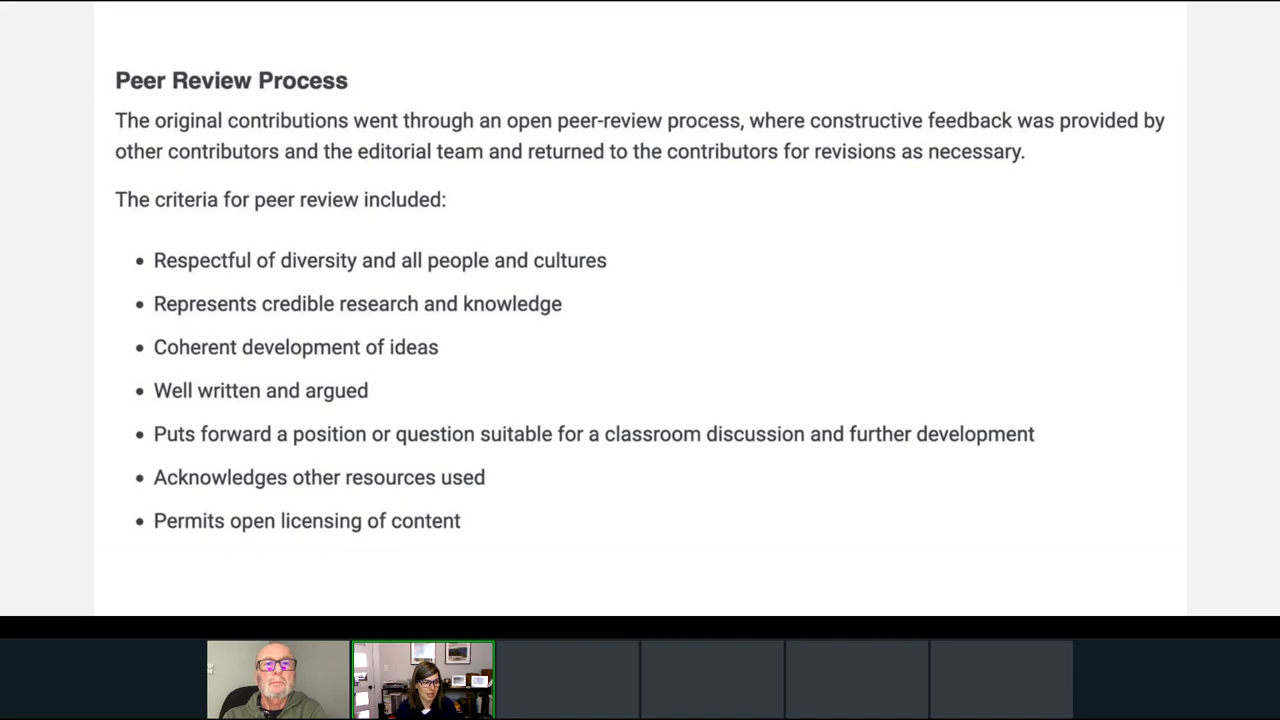 Peer Review Process
The original contributions went through an open peer-review process, where constructive feedback was provided by
other contributors and the editorial team and returned to the contributors for revisions as necessary.
The criteria for peer review included:
• Respectful of diversity and all people and cultures
• Represents credible research and knowledge
• Coherent development of ideas
• Well written and argued
• Puts forward a position or question suitable for a classroom discussion and further development
• Acknowledges other resources used
• Permits open licensing of content